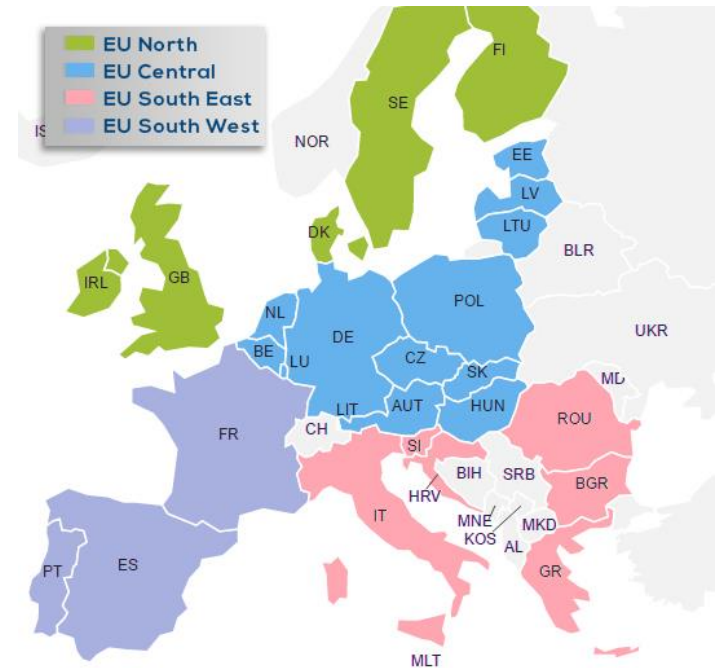 EU North
EU Central
EU South East
EU South West
IS
FI
SE
NOR
EE
LV
LTU
DK
BLR
IRL
GB
NL
POL
UKR
BE
LU
DE
CZ
SK
MD
LIT
AUT
HUN
FR
CH
ROU
SI
BIH
SRB
BGR
HRV
IT
MNE
KOS
MKD
AL
PT
ES
GR
MLT